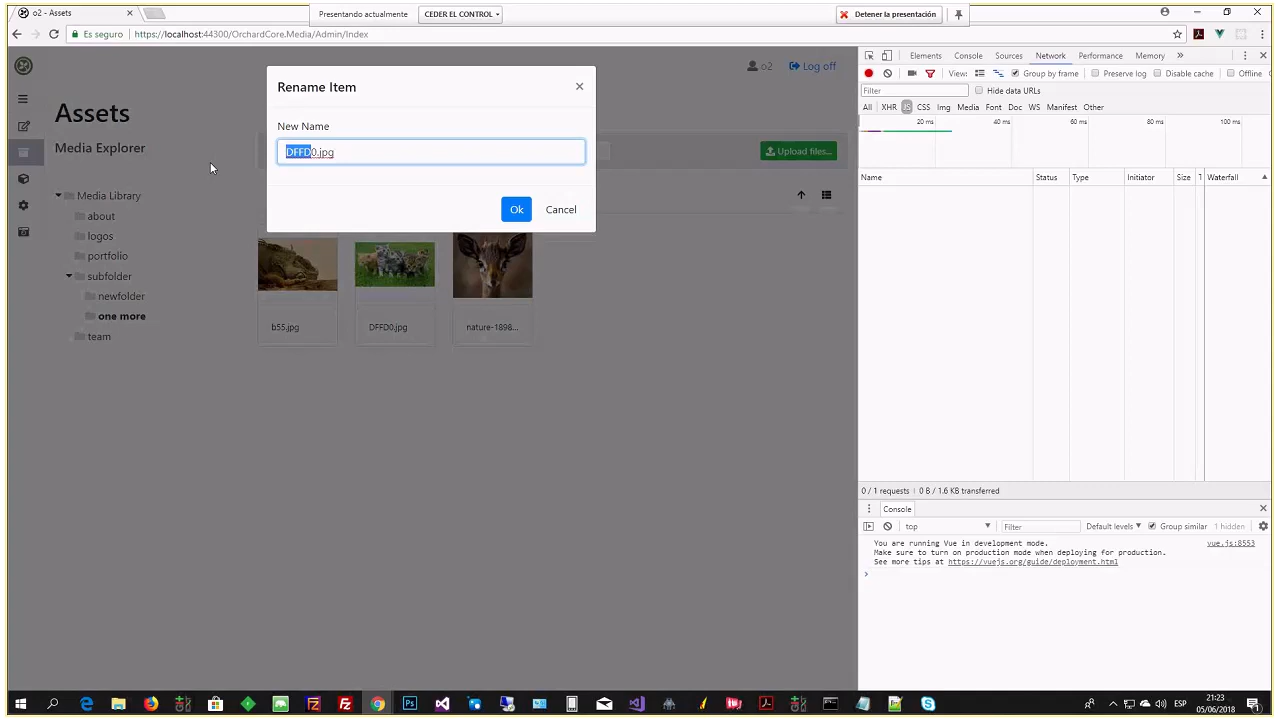 o2 - Assets
Presentando actualmente
CEDER EL CONTROL
Detener la presentación
Es seguro
https://localhost:44300/OrchardCore.Media/Admin/Index
o2
Log off
Assets
Media Explorer
Media Library
about
logos
portfolio
subfolder
newfolder
one more
team
Rename Item
New Name
DFFD0.jpg
Ok
Cancel
Upload files...
b55.jpg
DFFD0.jpg
nature-1898...
Elements
Console
Sources
Network
Performance
Memory
View:
Group by frame
Preserve log
Disable cache
Offline
Filter
Hide data URLs
All
XHR
JS
CSS
Img
Media
Font
Doc
WS
Manifest
Other
20 ms
40 ms
60 ms
80 ms
100 ms
Name
Status
Type
Initiator
Size
Waterfall
0 / 1 requests
0 B / 1.6 KB transferred
Console
top
Filter
Default levels
Group similar
1 hidden
You are running Vue in development mode.
vue.js:8553
Make sure to turn on production mode when deploying for production.
See more tips at https://vuejs.org/guide/deployment.html
ESP
21:23
05/06/2018